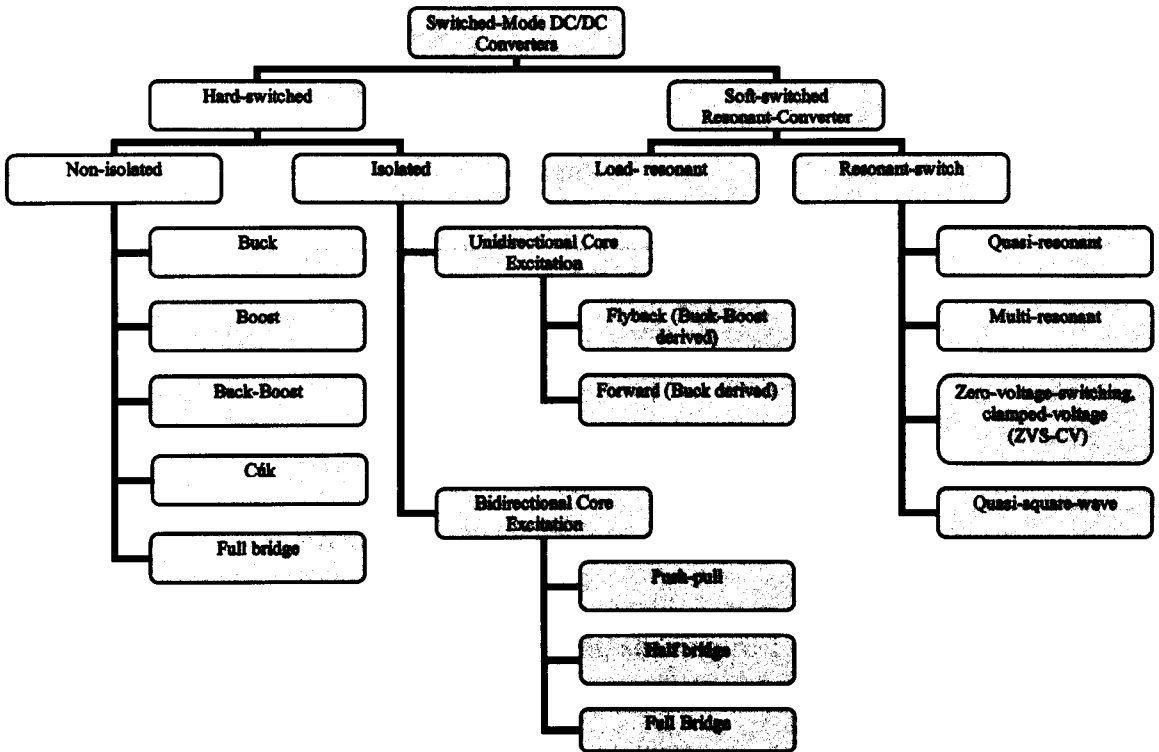 Switched-Mode DC/DC
Converters
Hard-switched
Soft-switched
Resonant-Converter
Non-isolated
Isolated
Load- resonant
Resonant-switch
Buck
Boost
Buck-Boost
Cúk
Full bridge
Unidirectional Core
Excitation
Flyback (Buck-Boost
derived)
Forward (Buck derived)
Bidirectional Core
Excitation
Push-pull
Half bridge
Full Bridge
Quasi-resonant
Multi-resonant
Zero-voltage-switching,
clamped-voltage
(ZVS-CV)
Quasi-square-wave